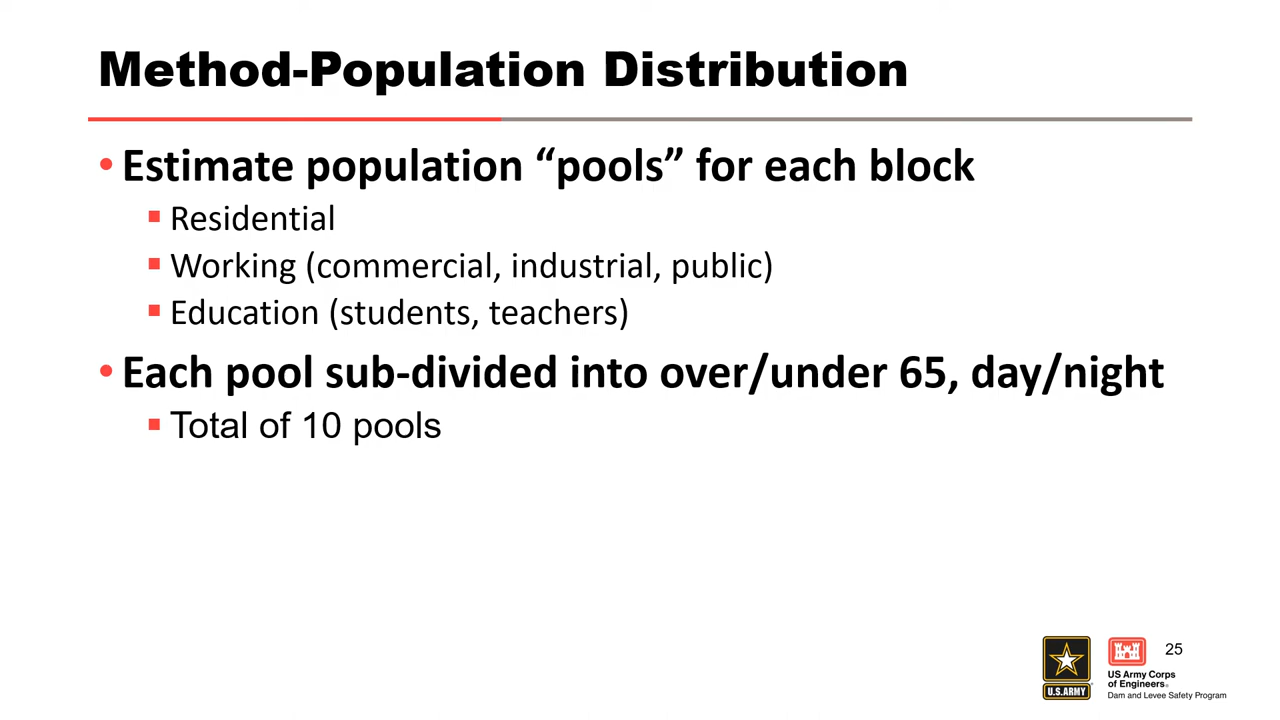 Method-Population Distribution
• Estimate population “pools” for each block
▪ Residential
▪ Working (commercial, industrial, public)
▪ Education (students, teachers)
• Each pool sub-divided into over/under 65, day/night
▪ Total of 10 pools
25
U.S.ARMY
US Army Corps
of Engineers®
Dam and Levee Safety Program